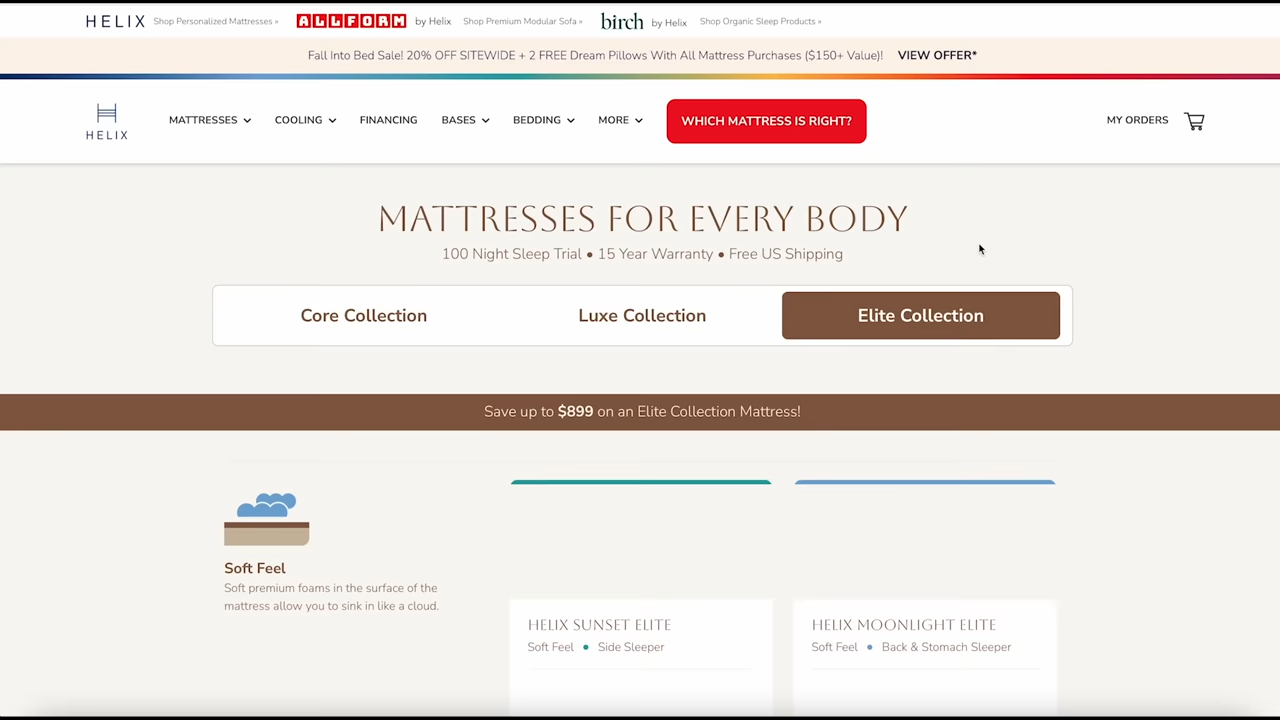 HELIX Shop Personalized Mattresses » ALLFORM by Helix Shop Premium Modular Sofa » birch by Helix Shop Organic Sleep Products »
Fall Into Bed Sale! 20% OFF SITEWIDE + 2 FREE Dream Pillows With All Mattress Purchases ($150+ Value)! VIEW OFFER*
HELIX
MATTRESSES COOLING FINANCING BASES BEDDING MORE WHICH MATTRESS IS RIGHT? MY ORDERS
MATTRESSES FOR EVERY BODY
100 Night Sleep Trial • 15 Year Warranty • Free US Shipping
Core Collection Luxe Collection Elite Collection
Save up to $899 on an Elite Collection Mattress!
Soft Feel
Soft premium foams in the surface of the
mattress allow you to sink in like a cloud.
HELIX SUNSET ELITE
Soft Feel • Side Sleeper
HELIX MOONLIGHT ELITE
Soft Feel • Back & Stomach Sleeper